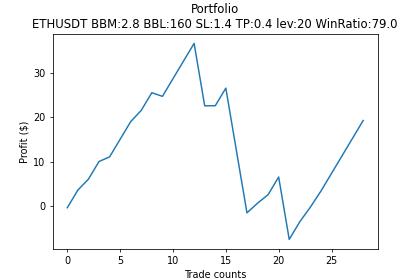 Portfolio
ETHUSDT BBM:2.8 BBL:160 SL:1.4 TP:0.4 lev:20 WinRatio:79.0
Profit ($)
30
20
10
0
0 5 10 15 20 25
Trade counts